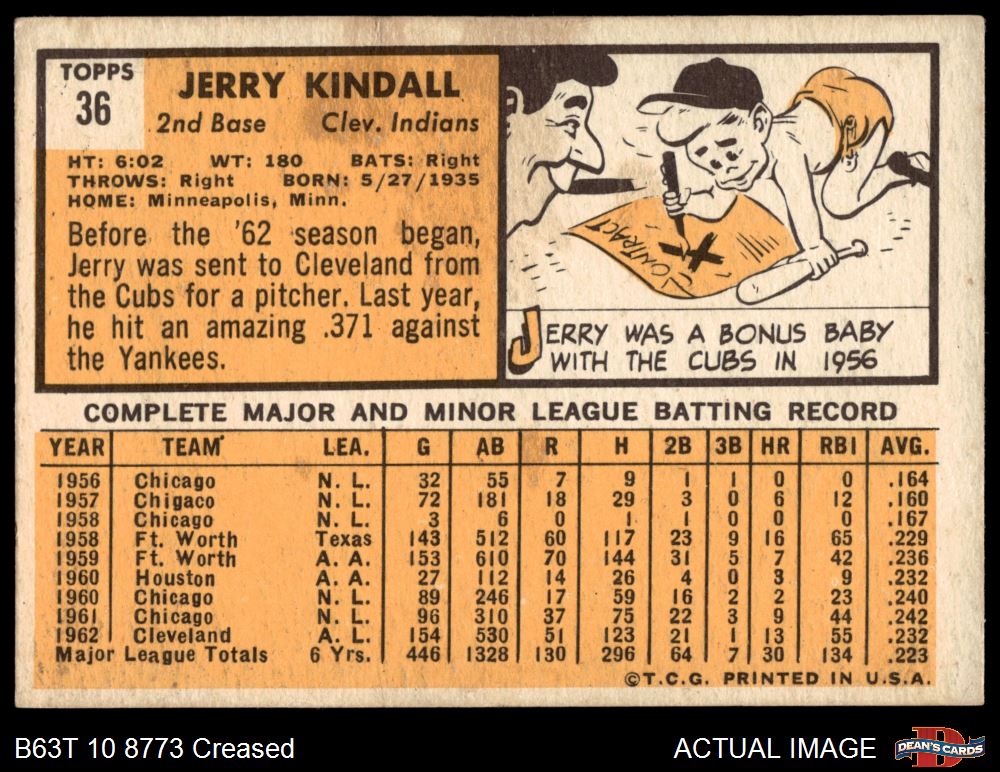 TOPPS
36
JERRY KINDALL
2nd Base Clev. Indians
HT: 6:02 WT: 180 BATS: Right
THROWS: Right BORN: 5/27/1935
HOME: Minneapolis, Minn.
Before the '62 season began,
Jerry was sent to Cleveland from
the Cubs for a pitcher. Last year,
he hit an amazing .371 against
the Yankees.
CONTRACT
X
JERRY WAS A BONUS BABY
WITH THE CUBS IN 1956
COMPLETE MAJOR AND MINOR LEAGUE BATTING RECORD
YEAR TEAM LEA. G AB R H 2B 3B HR RBI AVG.
1956 Chicago N. L. 32 55 7 9 1 1 0 0 .164
1957 Chigaco N. L. 72 181 18 29 3 0 6 12 .160
1958 Chicago N. L. 3 6 0 1 1 0 0 0 .167
1958 Ft. Worth Texas 143 512 60 117 23 9 16 65 .229
1959 Ft. Worth A. A. 153 610 70 144 31 5 7 42 .236
1960 Houston A. A. 27 112 14 26 4 0 3 9 .232
1960 Chicago N. L. 89 246 17 59 16 2 2 23 .240
1961 Chicago N. L. 96 310 37 75 22 3 9 44 .242
1962 Cleveland A. L. 154 530 51 123 21 1 13 55 .232
Major League Totals 6 Yrs. 446 1328 130 296 64 7 30 134 .223
©T.C.G. PRINTED IN U.S.A.
B63T 10 8773 Creased
ACTUAL IMAGE
DEAN'S CARDS